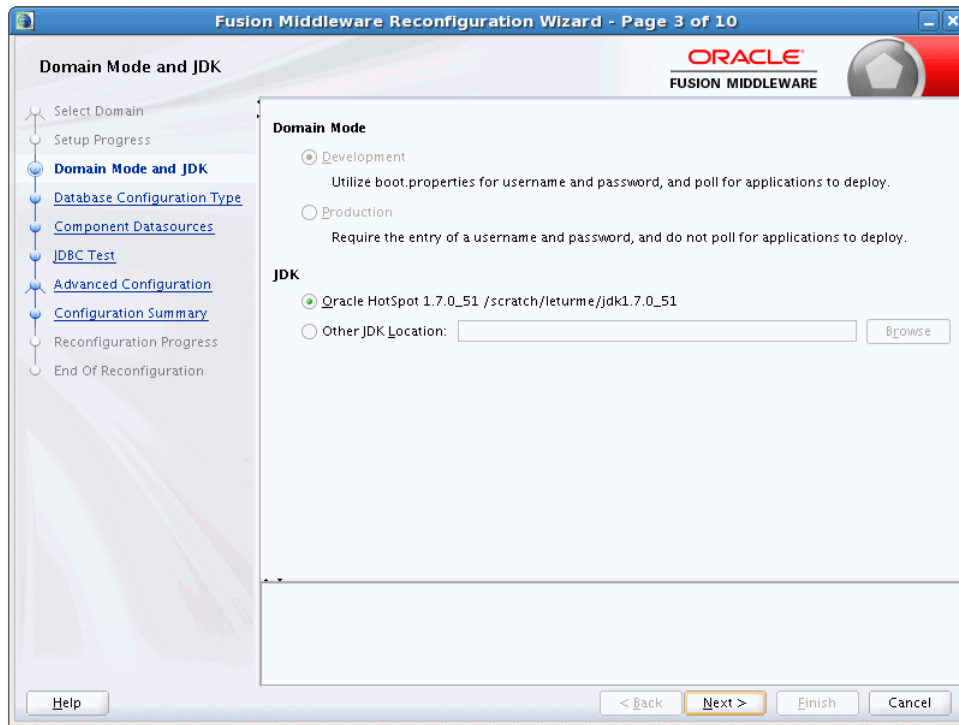 Fusion Middleware Reconfiguration Wizard - Page 3 of 10
Domain Mode and JDK
ORACLE
FUSION MIDDLEWARE
Select Domain
Setup Progress
Domain Mode and JDK
Database Configuration Type
Component Datasources
JDBC Test
Advanced Configuration
Configuration Summary
Reconfiguration Progress
End Of Reconfiguration
Domain Mode
Development
Utilize boot.properties for username and password, and poll for applications to deploy.
Production
Require the entry of a username and password, and do not poll for applications to deploy.
JDK
Oracle HotSpot 1.7.0_51 /scratch/leturme/jdk1.7.0_51
Other JDK Location:
Browse
Help
< Back
Next >
Finish
Cancel